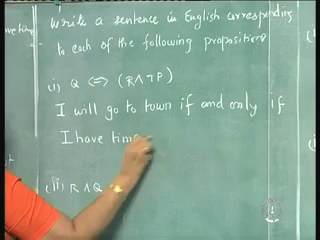 Write a sentence in English corresponding
to each of the following proposition
(i) Q <=> (R ∧ ¬P)
I will go to town if and only if
I have time
(ii) R ∧ Q